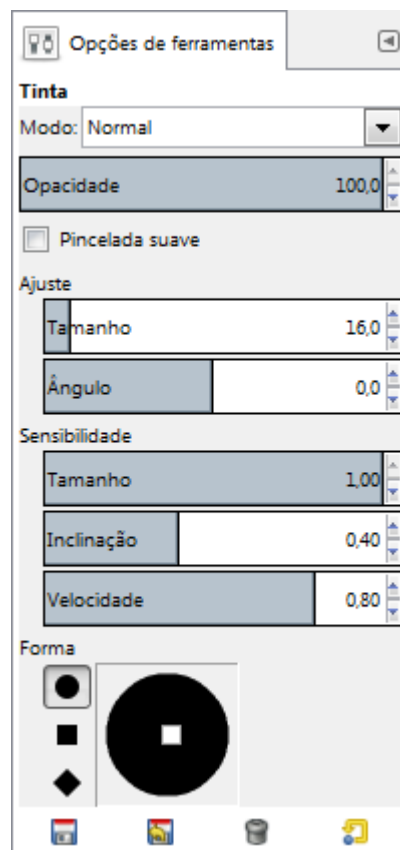 Opções de ferramentas
Tinta
Modo: Normal
Opacidade 100,0
Pincelada suave
Ajuste
Tamanho 16,0
Ângulo 0,0
Sensibilidade
Tamanho 1,00
Inclinação 0,40
Velocidade 0,80
Forma